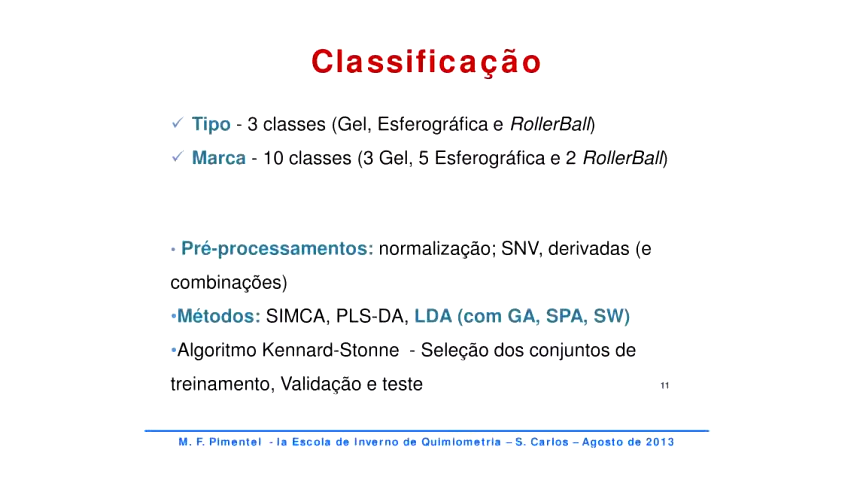 Classificação
✓ Tipo - 3 classes (Gel, Esferográfica e RollerBall)
✓ Marca - 10 classes (3 Gel, 5 Esferográfica e 2 RollerBall)
• Pré-processamentos: normalização; SNV, derivadas (e
combinações)
•Métodos: SIMCA, PLS-DA, LDA (com GA, SPA, SW)
•Algoritmo Kennard-Stonne - Seleção dos conjuntos de
treinamento, Validação e teste
11
M. F. Pimentel - Ia Escola de Inverno de Quimiometria – S. Carlos – Agosto de 2013